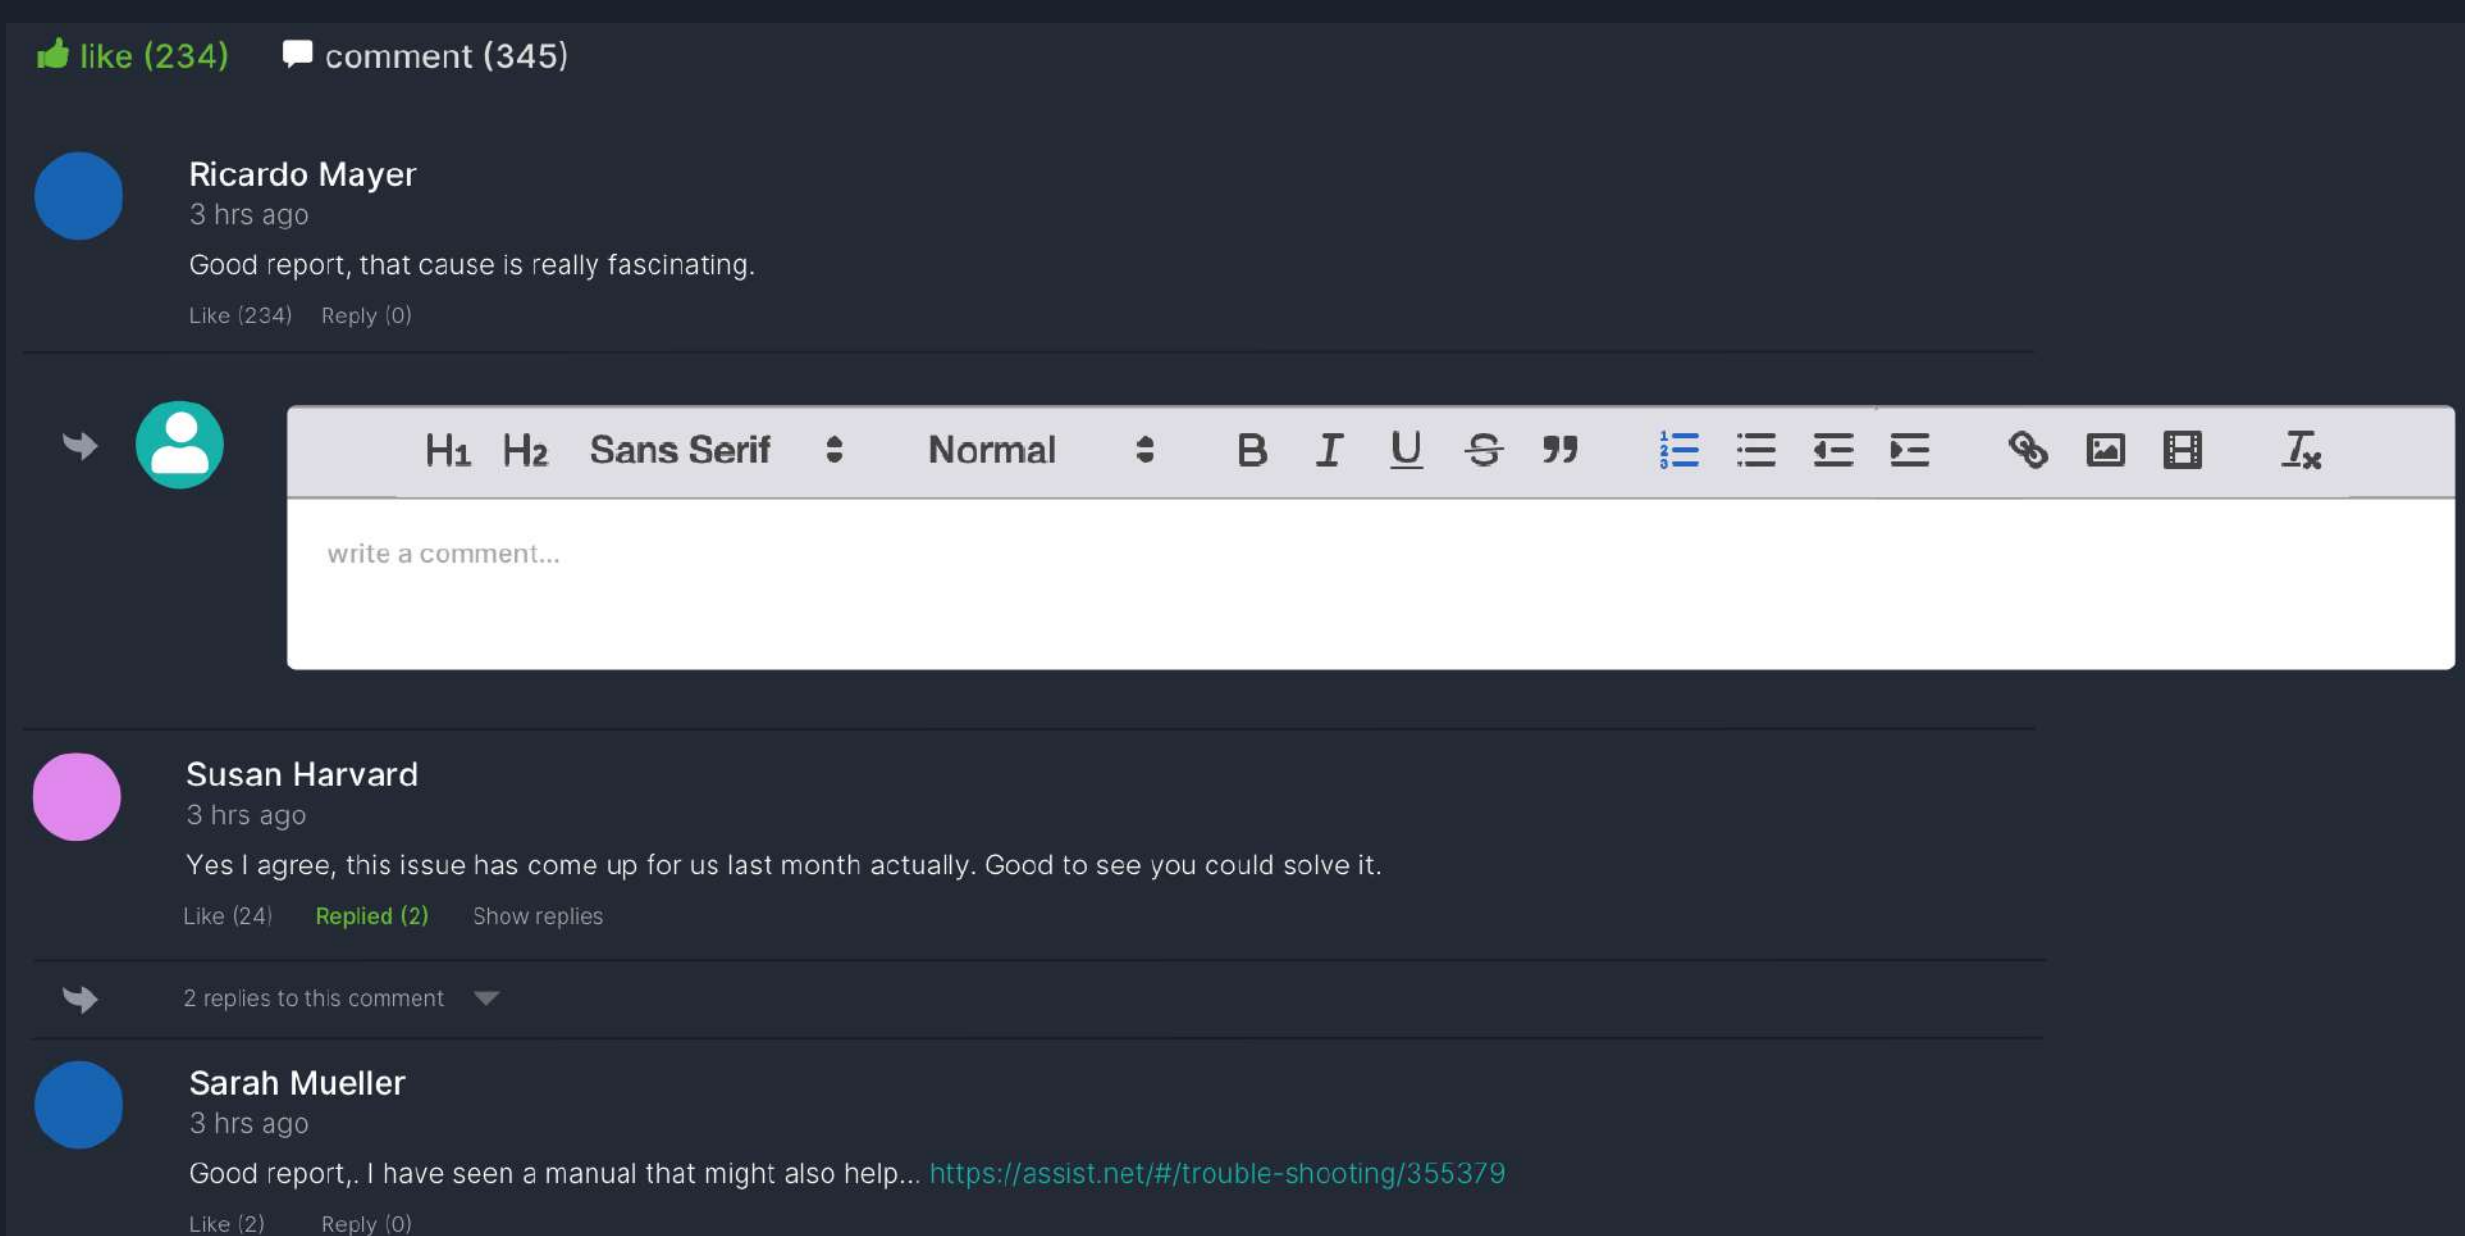 like (234) comment (345)
Ricardo Mayer
3 hrs ago
Good report, that cause is really fascinating.
Like (234) Reply (0)
H1 H2 Sans Serif Normal B I U S
write a comment...
Susan Harvard
3 hrs ago
Yes I agree, this issue has come up for us last month actually. Good to see you could solve it.
Like (24) Replied (2) Show replies
2 replies to this comment
Sarah Mueller
3 hrs ago
Good report,. I have seen a manual that might also help... https://assist.net/#/trouble-shooting/355379
Like (2) Reply (0)